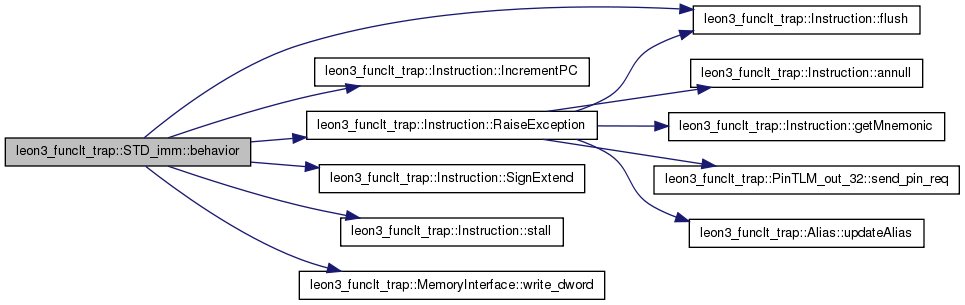 leon3_funclt_trap::STD_imm::behavior
leon3_funclt_trap::Instruction::IncrementPC
leon3_funclt_trap::Instruction::RaiseException
leon3_funclt_trap::Instruction::SignExtend
leon3_funclt_trap::Instruction::stall
leon3_funclt_trap::MemoryInterface::write_dword
leon3_funclt_trap::Instruction::flush
leon3_funclt_trap::Instruction::annull
leon3_funclt_trap::Instruction::getMnemonic
leon3_funclt_trap::PinTLM_out_32::send_pin_req
leon3_funclt_trap::Alias::updateAlias